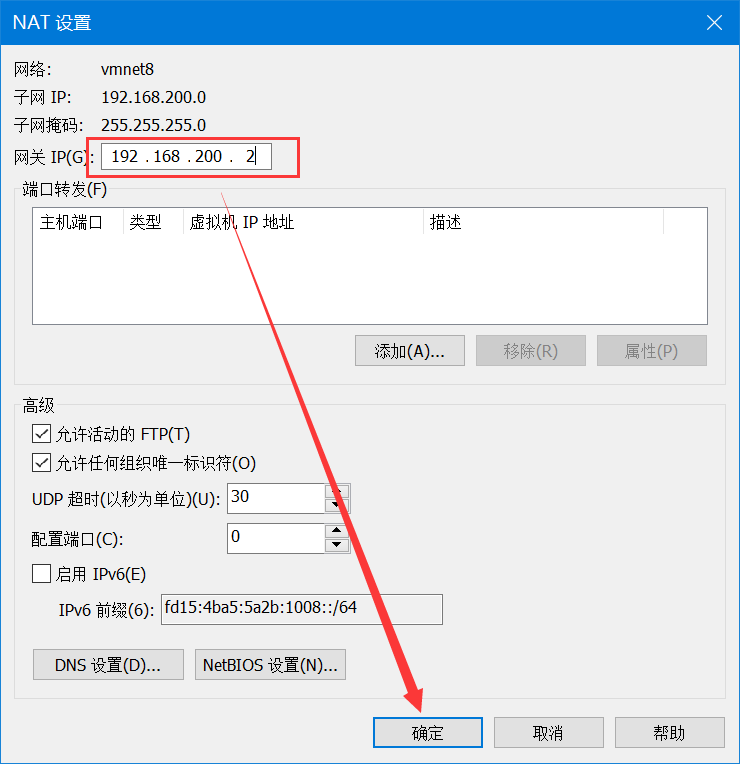 NAT 设置
网络: vmnet8
子网 IP: 192.168.200.0
子网掩码: 255.255.255.0
网关 IP(G): 192 . 168 . 200 . 2
端口转发(F)
主机端口 类型 虚拟机 IP 地址 描述
添加(A)... 移除(R) 属性(P)
高级
允许活动的 FTP(T)
允许任何组织唯一标识符(O)
UDP 超时(以秒为单位)(U): 30
配置端口(C): 0
启用 IPv6(E)
IPv6 前缀(6): fd15:4ba5:5a2b:1008::/64
DNS 设置(D)... NetBIOS 设置(N)...
确定 取消 帮助